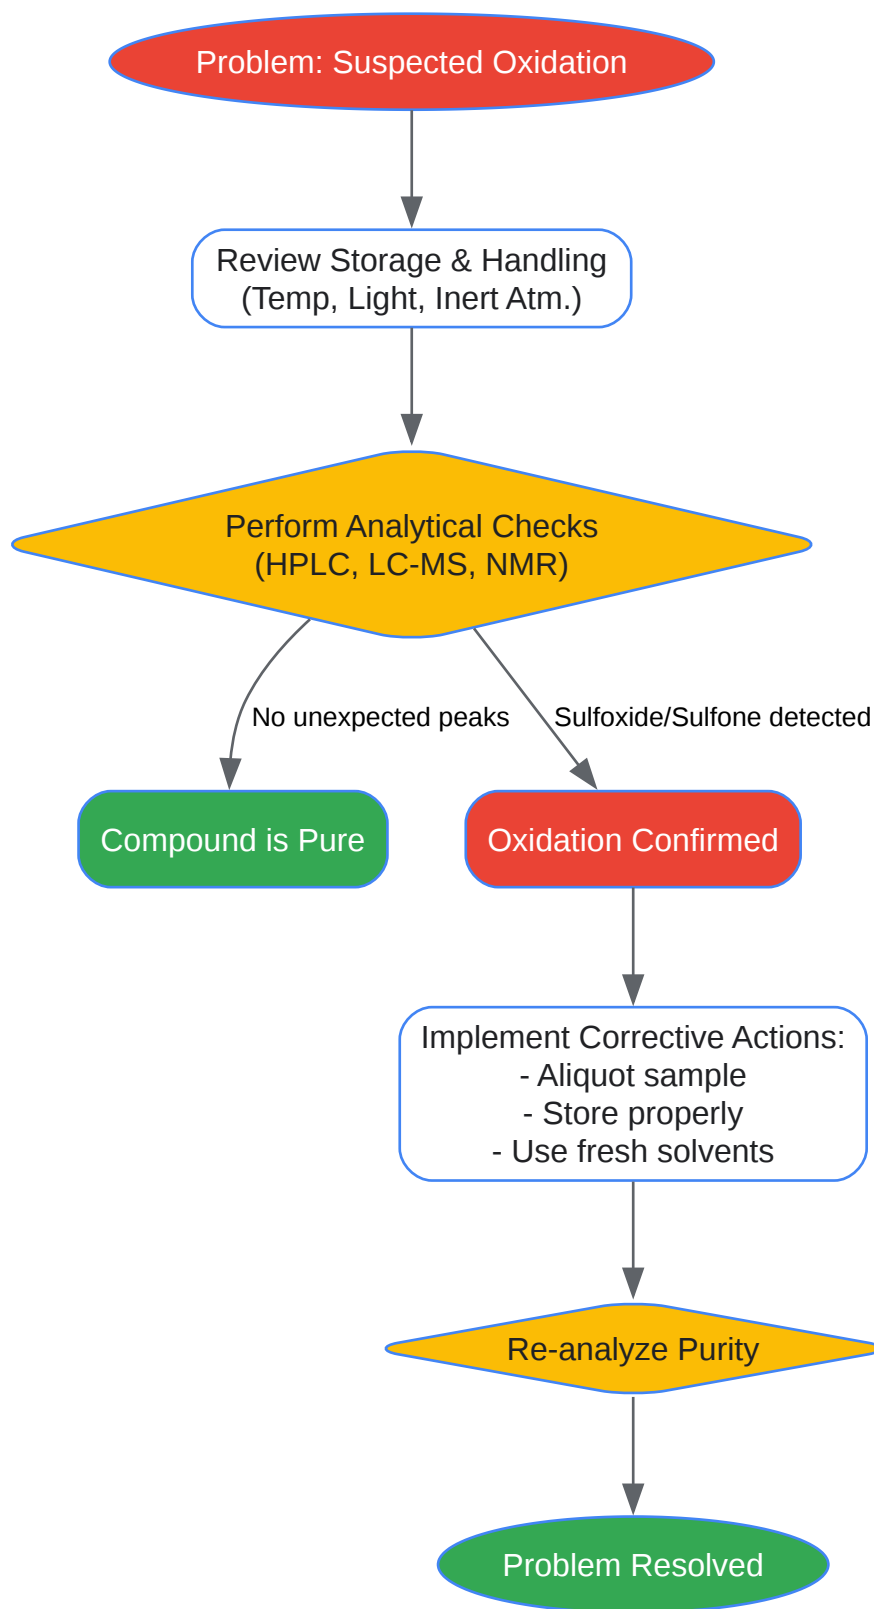 Problem: Suspected Oxidation
Review Storage & Handling
(Temp, Light, Inert Atm.)
Perform Analytical Checks
(HPLC, LC-MS, NMR)
No unexpected peaks
Sulfoxide/Sulfone detected
Compound is Pure
Oxidation Confirmed
Implement Corrective Actions:
- Aliquot sample
- Store properly
- Use fresh solvents
Re-analyze Purity
Problem Resolved